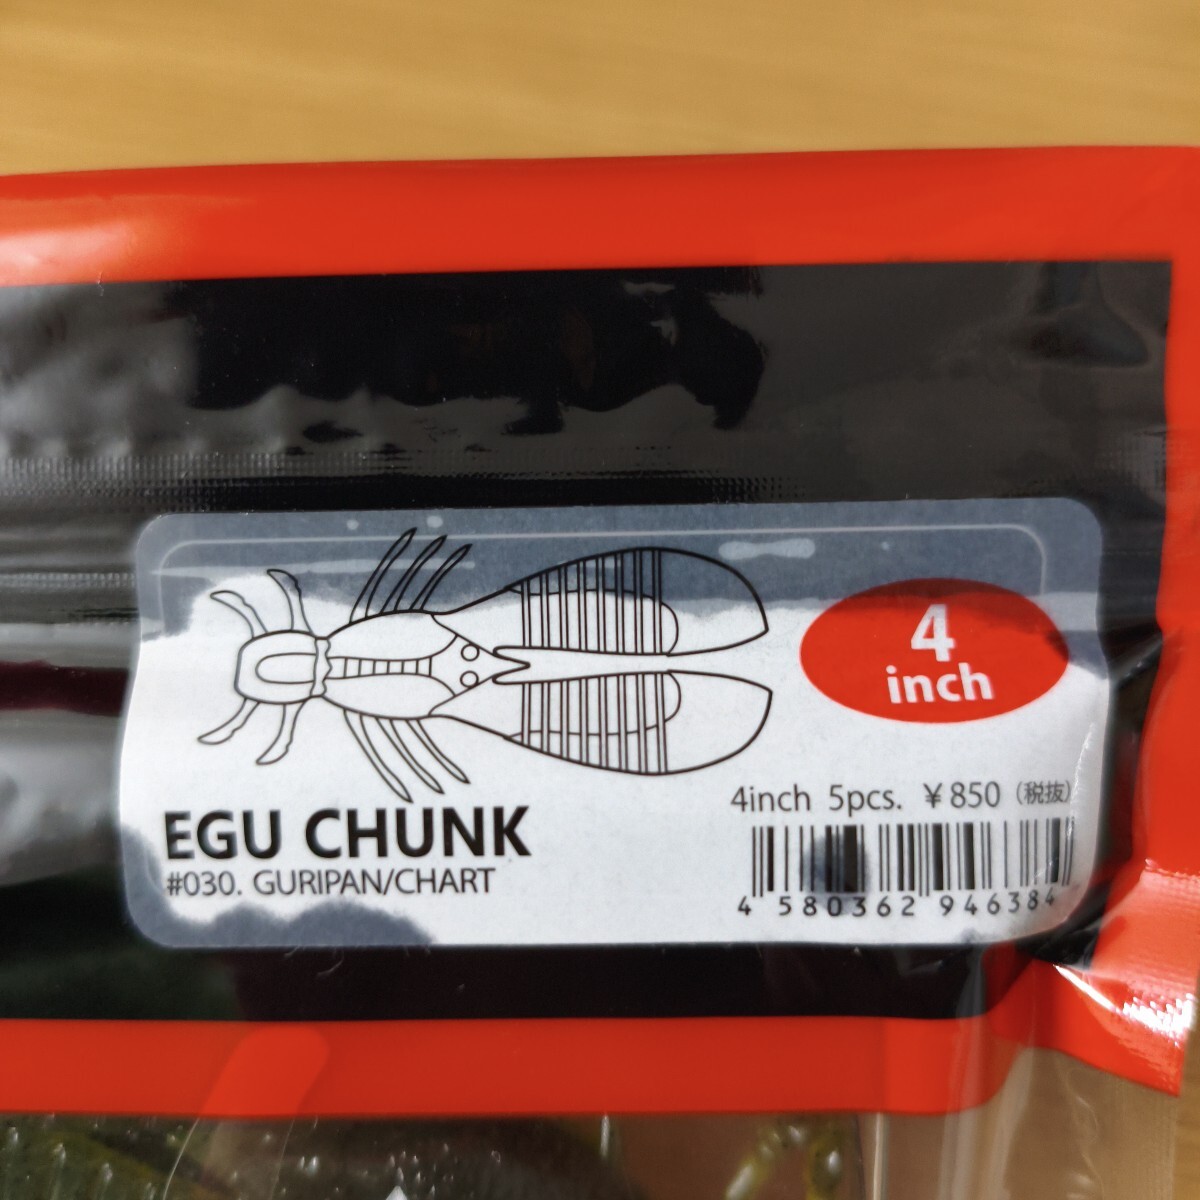 4
inch
4inch 5pcs. ¥850（税抜）
EGU CHUNK
#030. GURIPAN/CHART
4 580362 946384